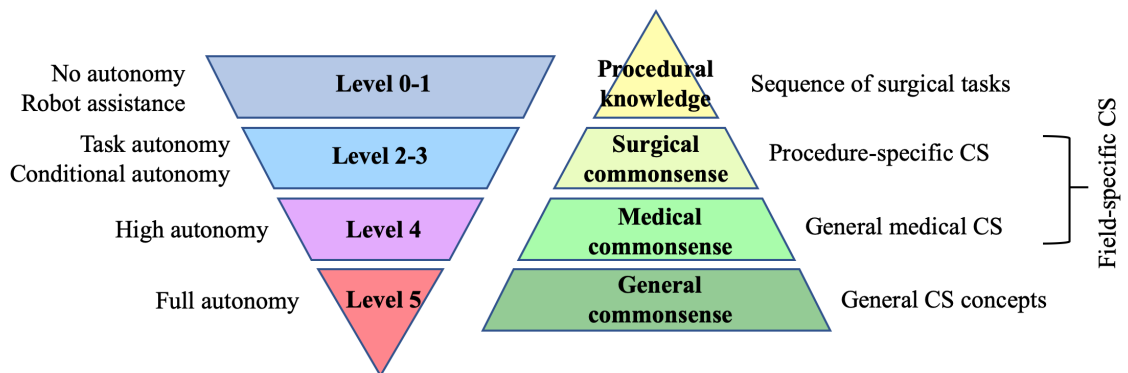 No autonomy
Robot assistance
Level 0-1
Procedural
knowledge
Sequence of surgical tasks
Task autonomy
Conditional autonomy
Level 2-3
Surgical
commonsense
Procedure-specific CS
High autonomy
Level 4
Medical
commonsense
General medical CS
Field-specific CS
Full autonomy
Level 5
General
commonsense
General CS concepts